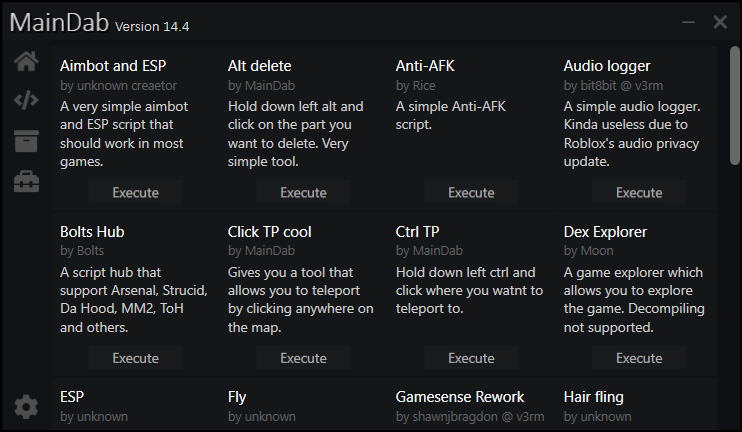 MainDab Version 14.4
Aimbot and ESP
by unknown creaetor
A very simple aimbot
and ESP script that
should work in most
games.
Execute
Alt delete
by MainDab
Hold down left alt and
click on the part you
want to delete. Very
simple tool.
Execute
Anti-AFK
by Rice
A simple Anti-AFK
script.
Execute
Audio logger
by bit8bit @ v3rm
A simple audio logger.
Kinda useless due to
Roblox's audio privacy
update.
Execute
Bolts Hub
by Bolts
A script hub that
support Arsenal, Strucid,
Da Hood, MM2, ToH
and others.
Execute
Click TP cool
by MainDab
Gives you a tool that
allows you to teleport
by clicking anywhere on
the map.
Execute
Ctrl TP
by MainDab
Hold down left ctrl and
click where you watnt to
teleport to.
Execute
Dex Explorer
by Moon
A game explorer which
allows you to explore
the game. Decompiling
not supported.
Execute
ESP
by unknown
Fly
by unknown
Gamesense Rework
by shawnjbragdon @ v3rm
Hair fling
by unknown